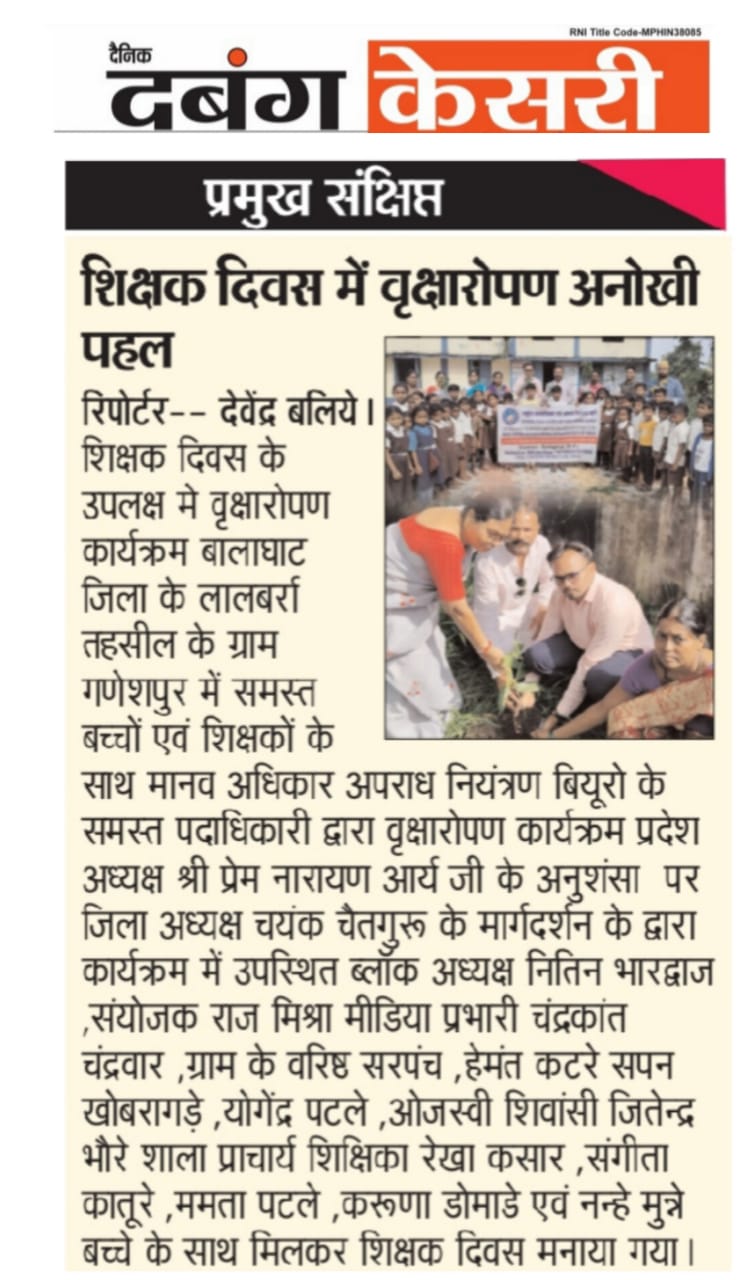 RNI Title Code-MPHIN38085
दैनिक
दबंग केसरी
प्रमुख संक्षिप्त
शिक्षक दिवस में वृक्षारोपण अनोखी
पहल
रिपोर्टर-- देवेंद्र बलिये।
शिक्षक दिवस के
उपलक्ष मे वृक्षारोपण
कार्यक्रम बालाघाट
जिला के लालबर्रा
तहसील के ग्राम
गणेशपुर में समस्त
बच्चों एवं शिक्षकों के
साथ मानव अधिकार अपराध नियंत्रण बियूरो के
समस्त पदाधिकारी द्वारा वृक्षारोपण कार्यक्रम प्रदेश
अध्यक्ष श्री प्रेम नारायण आर्य जी के अनुशंसा पर
जिला अध्यक्ष चयंक चैतगुरू के मार्गदर्शन के द्वारा
कार्यक्रम में उपस्थित ब्लॉक अध्यक्ष नितिन भारद्वाज
,संयोजक राज मिश्रा मीडिया प्रभारी चंद्रकांत
चंद्रवार ,ग्राम के वरिष्ठ सरपंच ,हेमंत कटरे सपन
खोबरागड़े ,योगेंद्र पटले ,ओजस्वी शिवांसी जितेन्द्र
भौरे शाला प्राचार्य शिक्षिका रेखा कसार ,संगीता
कातूरे ,ममता पटले ,करूणा डोमाडे एवं नन्हे मुन्ने
बच्चे के साथ मिलकर शिक्षक दिवस मनाया गया।